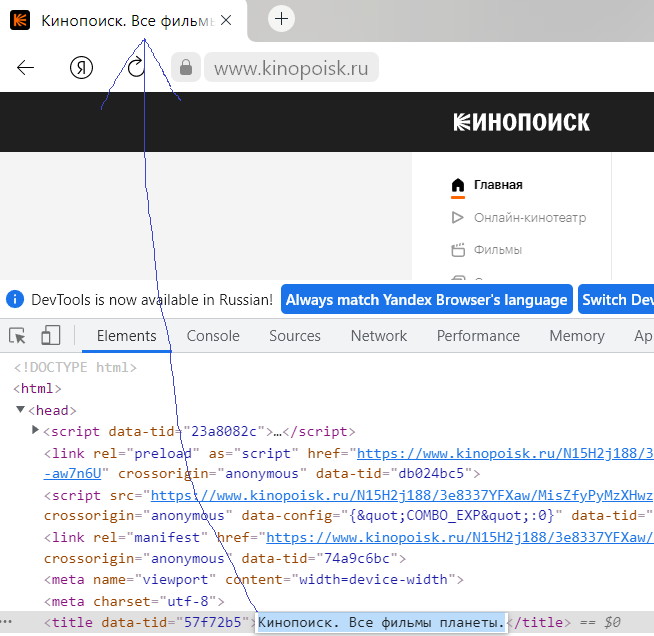 Кинопоиск. Все фильмы
www.kinopoisk.ru
КИНОПОИСК
Главная
Онлайн-кинотеатр
Фильмы
DevTools is now available in Russian! Always match Yandex Browser's language Switch Dev
Elements Console Sources Network Performance Memory Ap
<!DOCTYPE html>
<html>
<head>
<script data-tid="23a8082c">…</script>
<link rel="preload" as="script" href="https://www.kinopoisk.ru/N15H2j188/3
-aw7n6U" crossorigin="anonymous" data-tid="db024bc5">
<script src="https://www.kinopoisk.ru/N15H2j188/3e8337YFXaw/MisZfyPyMzXHwz
crossorigin="anonymous" data-config="{&quot;COMBO_EXP&quot;:0}" data-tid="
<link rel="manifest" href="https://www.kinopoisk.ru/N15H2j188/3e8337YFXaw/
crossorigin="anonymous" data-tid="74a9c6bc">
<meta name="viewport" content="width=device-width">
<meta charset="utf-8">
<title data-tid="57f72b5">Кинопоиск. Все фильмы планеты.</title> == $0